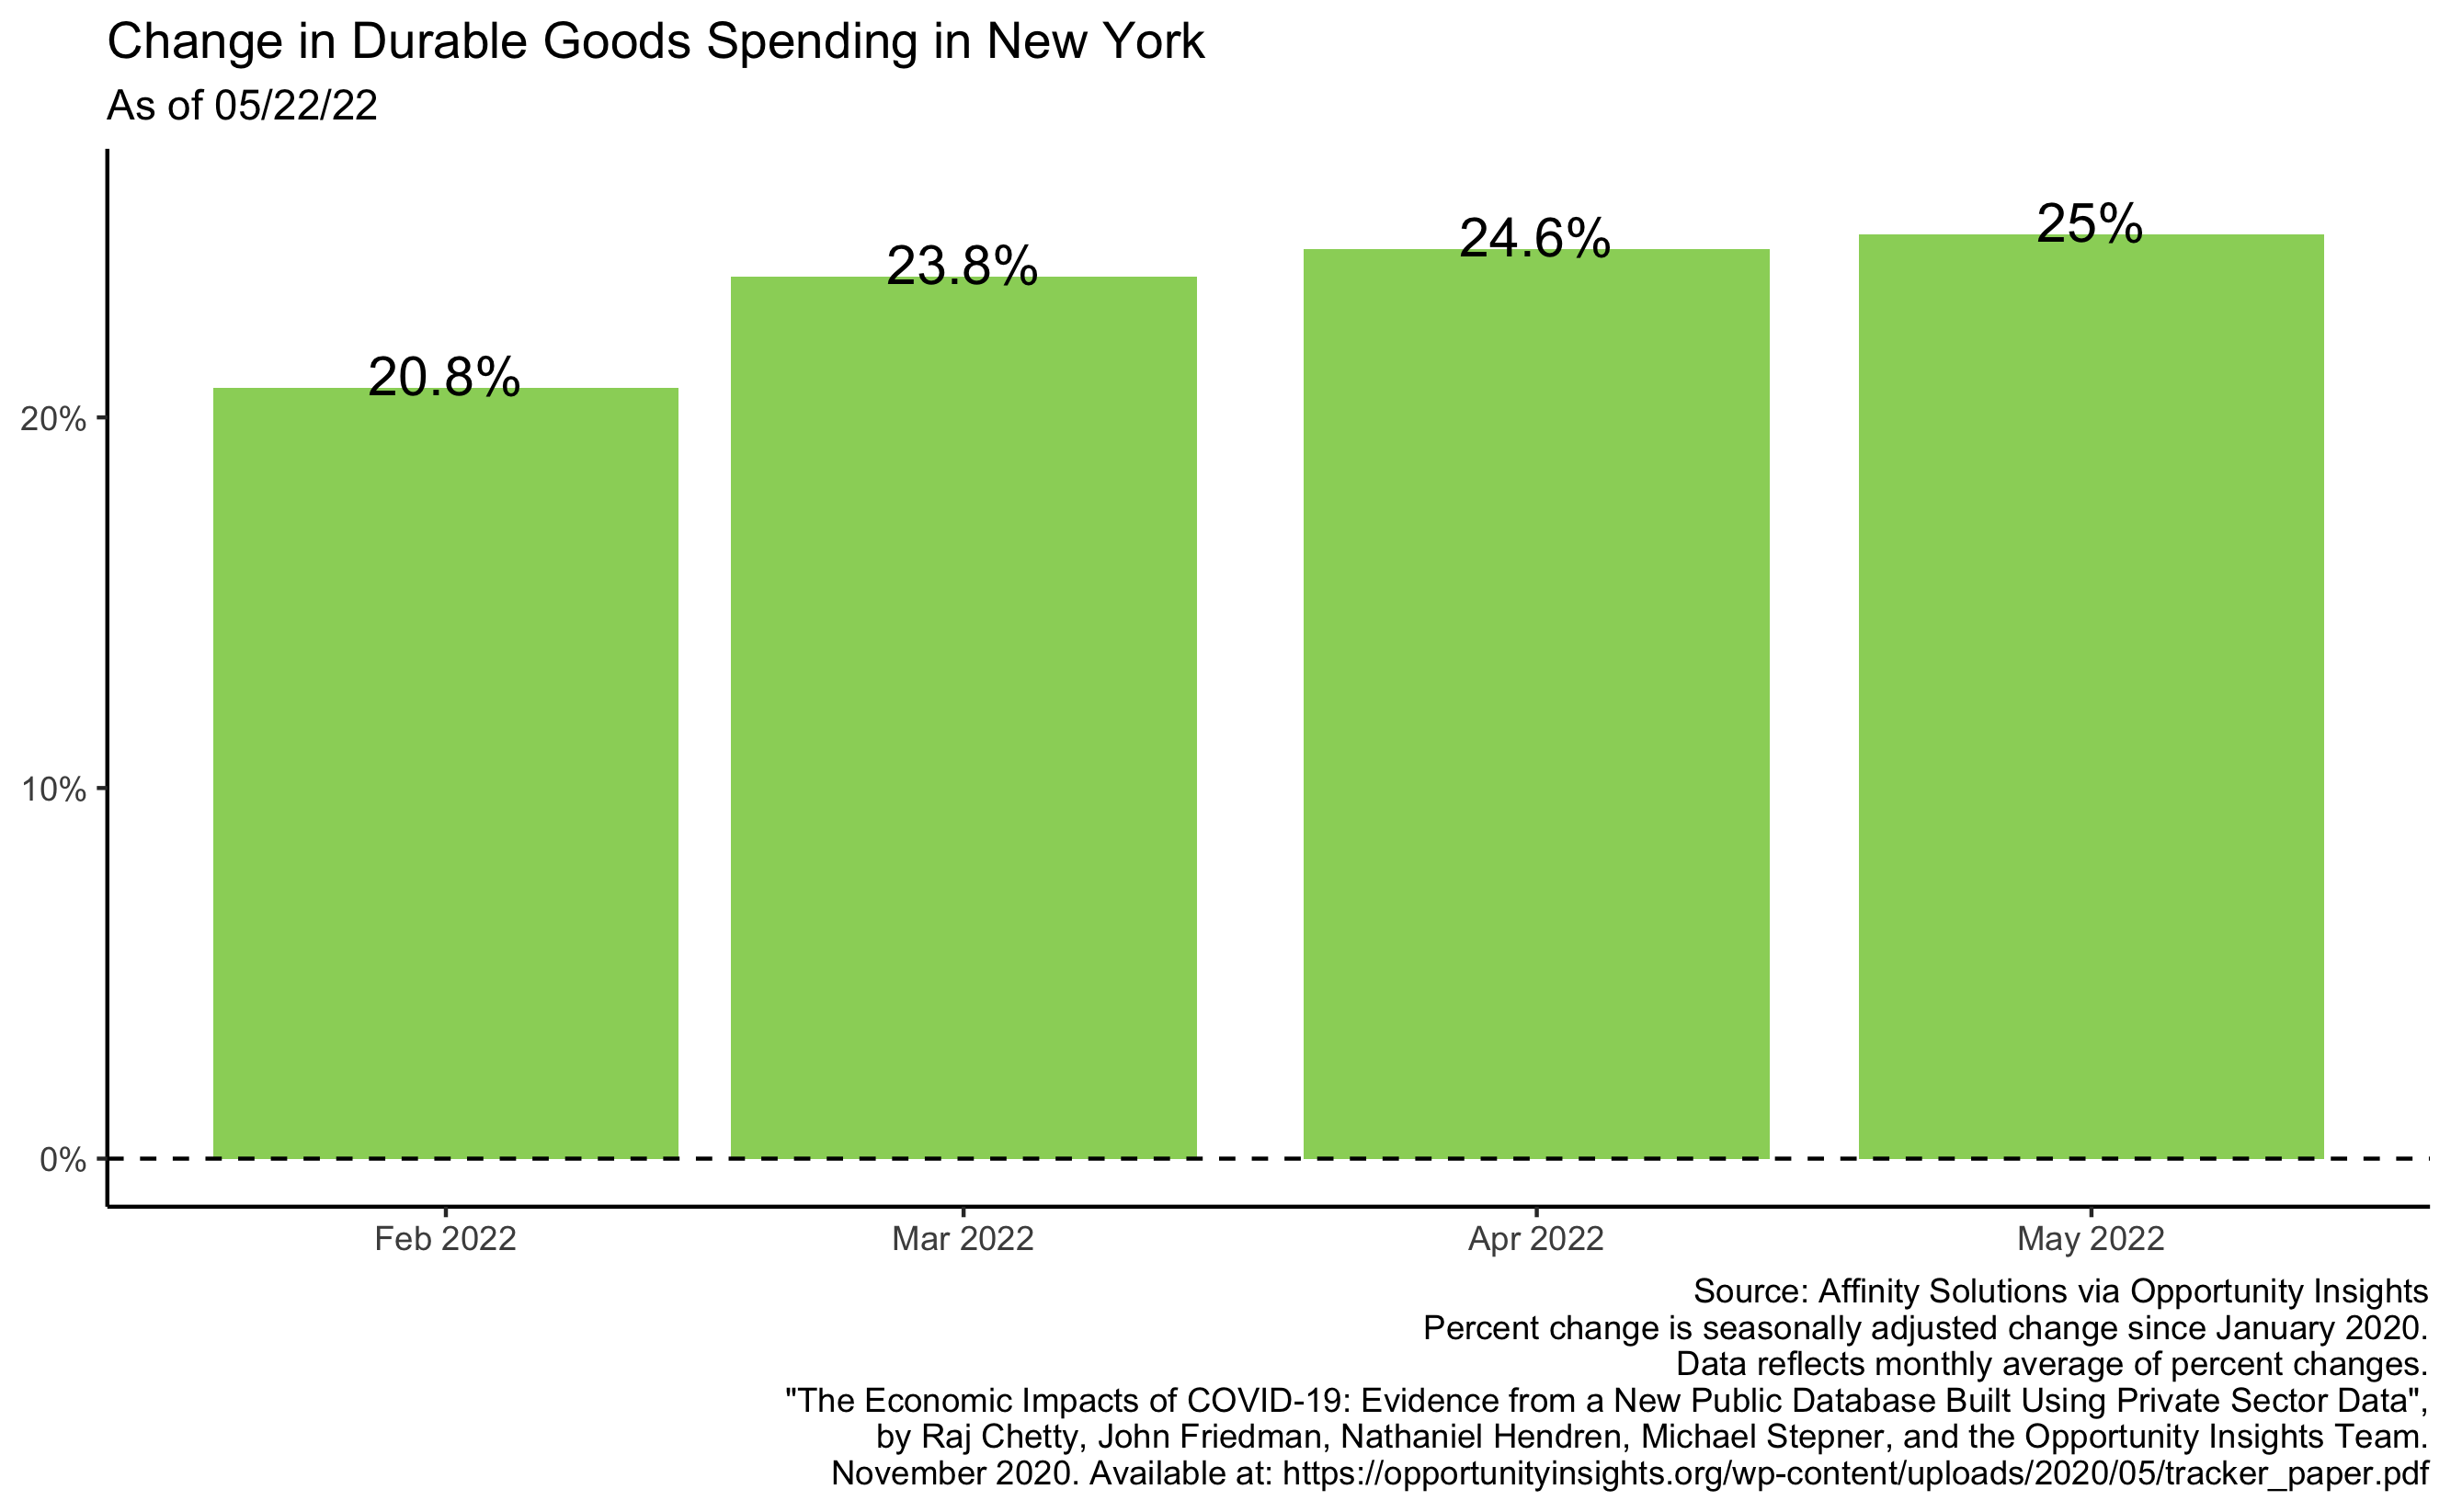 Change in Durable Goods Spending in New York
As of 05/22/22
25%
24.6%
23.8%
20.8%
20%
10%
0%
Feb 2022
Mar 2022
Apr 2022
May 2022
Source: Affinity Solutions via Opportunity Insights
Percent change is seasonally adjusted change since January 2020.
Data reflects monthly average of percent changes.
"The Economic Impacts of COVID-19: Evidence from a New Public Database Built Using Private Sector Data",
by Raj Chetty, John Friedman, Nathaniel Hendren, Michael Stepner, and the Opportunity Insights Team.
November 2020. Available at: https://opportunityinsights.org/wp-content/uploads/2020/05/tracker_paper.pdf